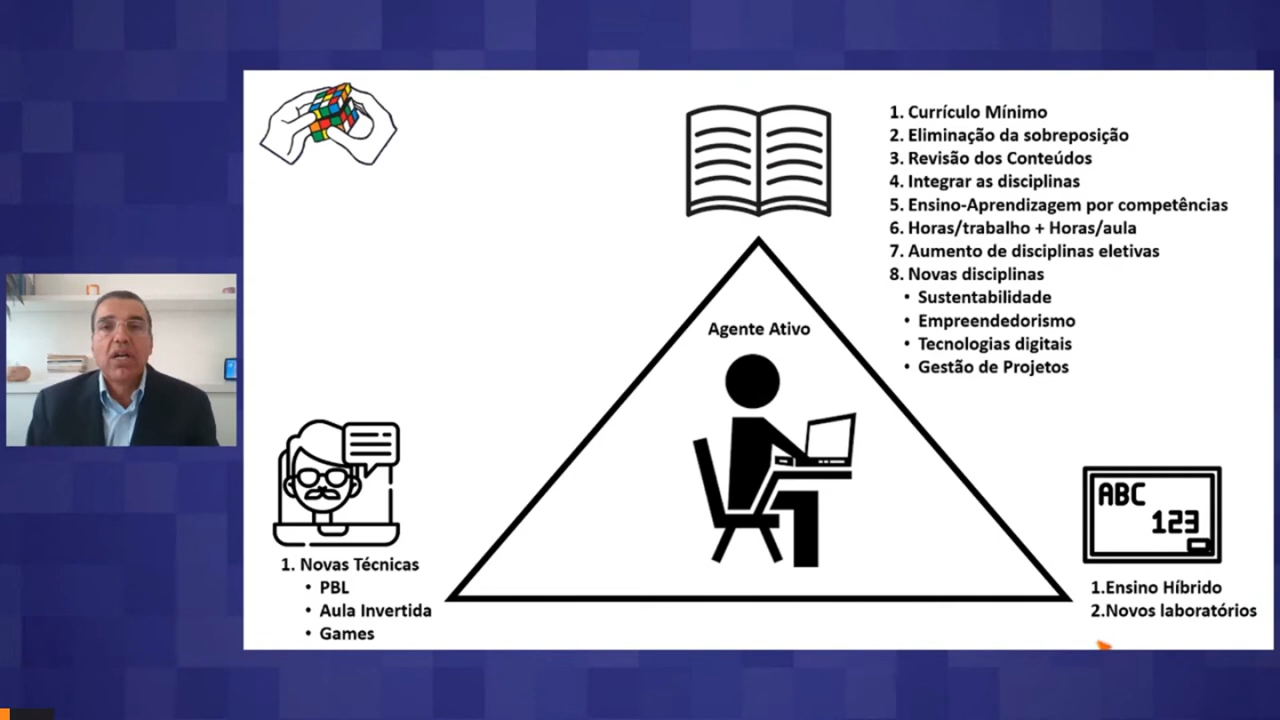 1. Currículo Mínimo
2. Eliminação da sobreposição
3. Revisão dos Conteúdos
4. Integrar as disciplinas
5. Ensino-Aprendizagem por competências
6. Horas/trabalho + Horas/aula
7. Aumento de disciplinas eletivas
8. Novas disciplinas
• Sustentabilidade
• Empreendedorismo
• Tecnologias digitais
• Gestão de Projetos
Agente Ativo
1. Novas Técnicas
• PBL
• Aula Invertida
• Games
ABC
123
1.Ensino Híbrido
2.Novos laboratórios